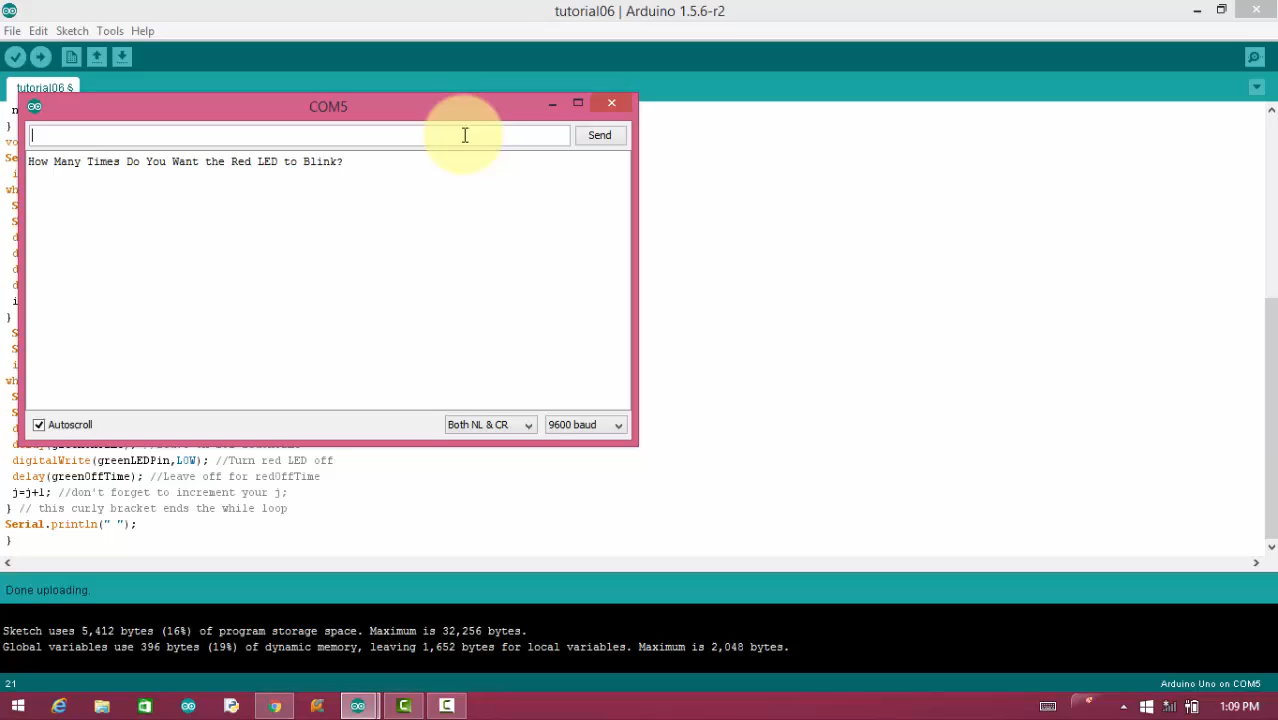 tutorial06 | Arduino 1.5.6-r2
File Edit Sketch Tools Help
tutorial06 §
COM5
n
}
vo
Se
i
wh
S
S
d
d
d
d
i
}
S
S
i
wh
S
S
d
Send
How Many Times Do You Want the Red LED to Blink?
Autoscroll
Both NL & CR
9600 baud
digitalWrite(greenLEDPin,LOW); //Turn red LED off
delay(greenOffTime); //Leave off for redOffTime
j=j+1; //don't forget to increment your j;
} // this curly bracket ends the while loop
Serial.println(" ");
}
Done uploading.
Sketch uses 5,412 bytes (16%) of program storage space. Maximum is 32,256 bytes.
Global variables use 396 bytes (19%) of dynamic memory, leaving 1,652 bytes for local variables. Maximum is 2,048 bytes.
21
Arduino Uno on COM5
1:09 PM